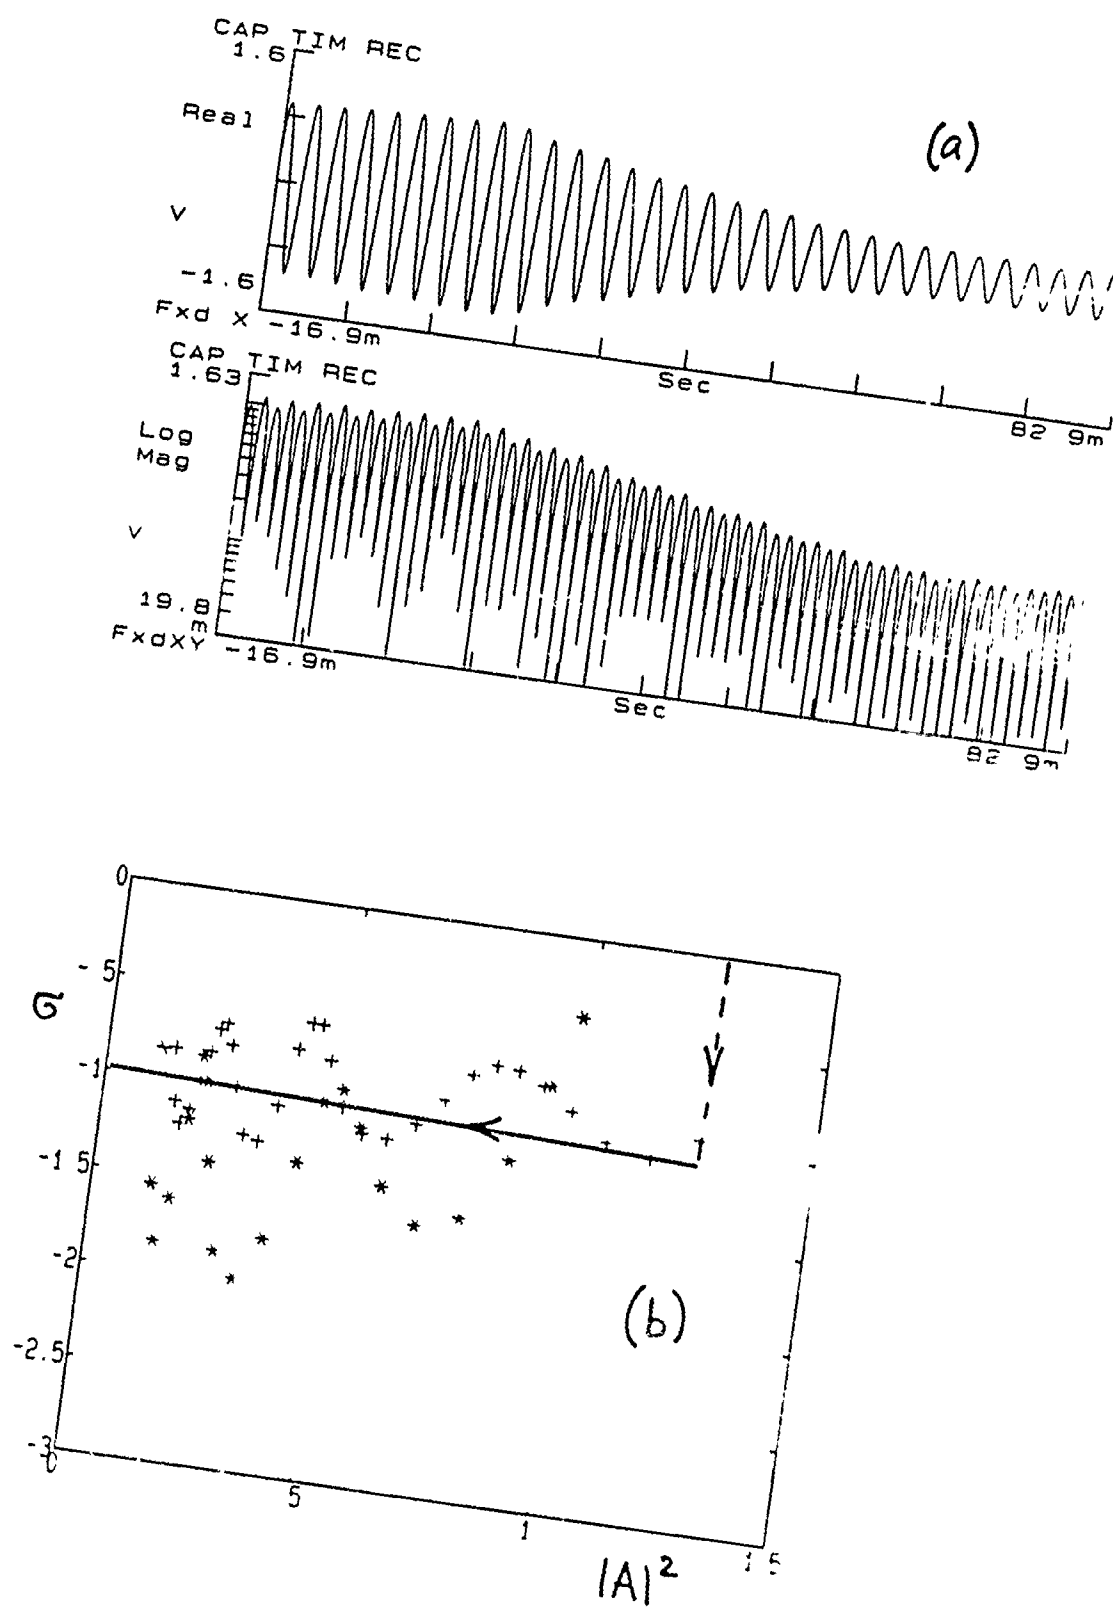 CAP TIM REC
1.6
Real
(a)
V
-1.6
Fxd X -16.9m
Sec
82 9m
CAP TIM REC
1.63
Log
Mag
V
19.8
m
FxdXY -16.9m
Sec
82 9m
0
- 5
σ
-1
-1 5
-2
-2.5
-3
(b)
0
5
1
1 5
|A|²